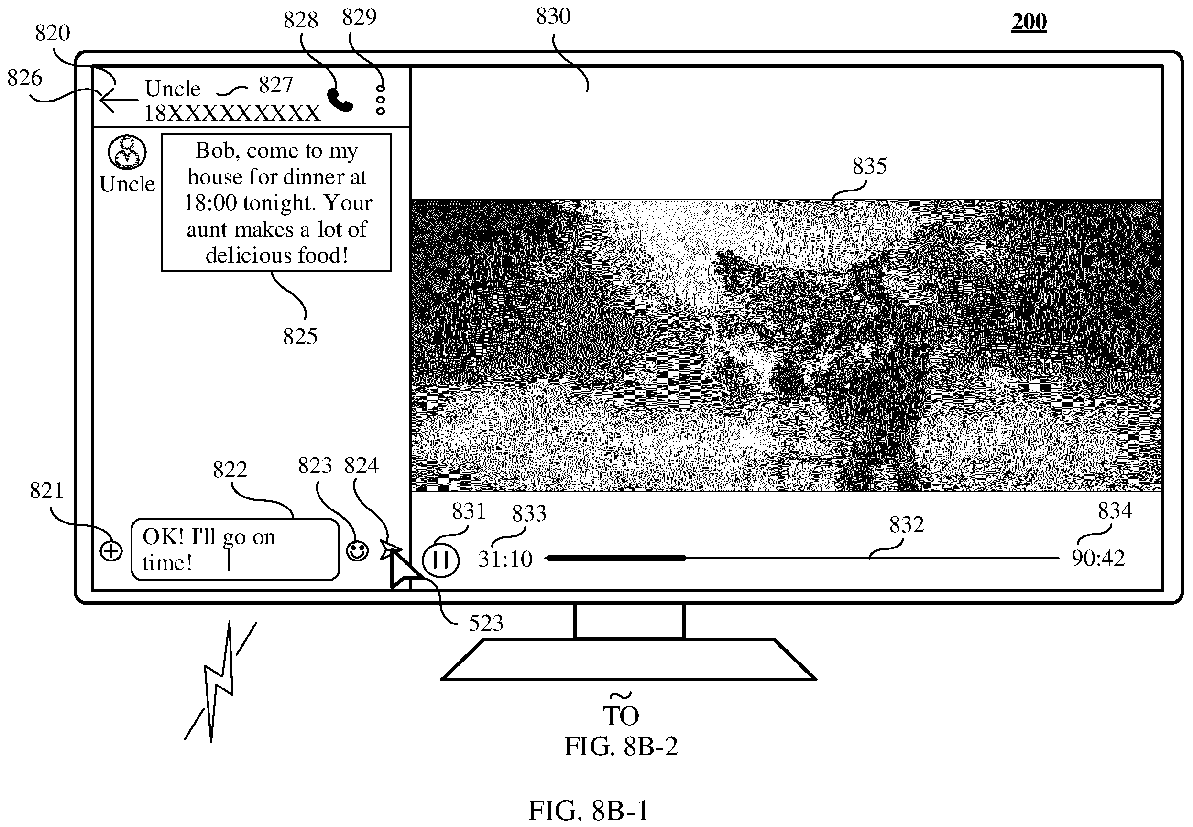 828
829
830
200
820
826
Uncle
827
18XXXXXXXXX
Uncle
Bob, come to my
house for dinner at
18:00 tonight. Your
aunt makes a lot of
delicious food!
835
825
821
822
823
824
831
833
832
834
OK! I'll go on
time!
31:10
90:42
523
TO
FIG. 8B-2
FIG. 8B-1